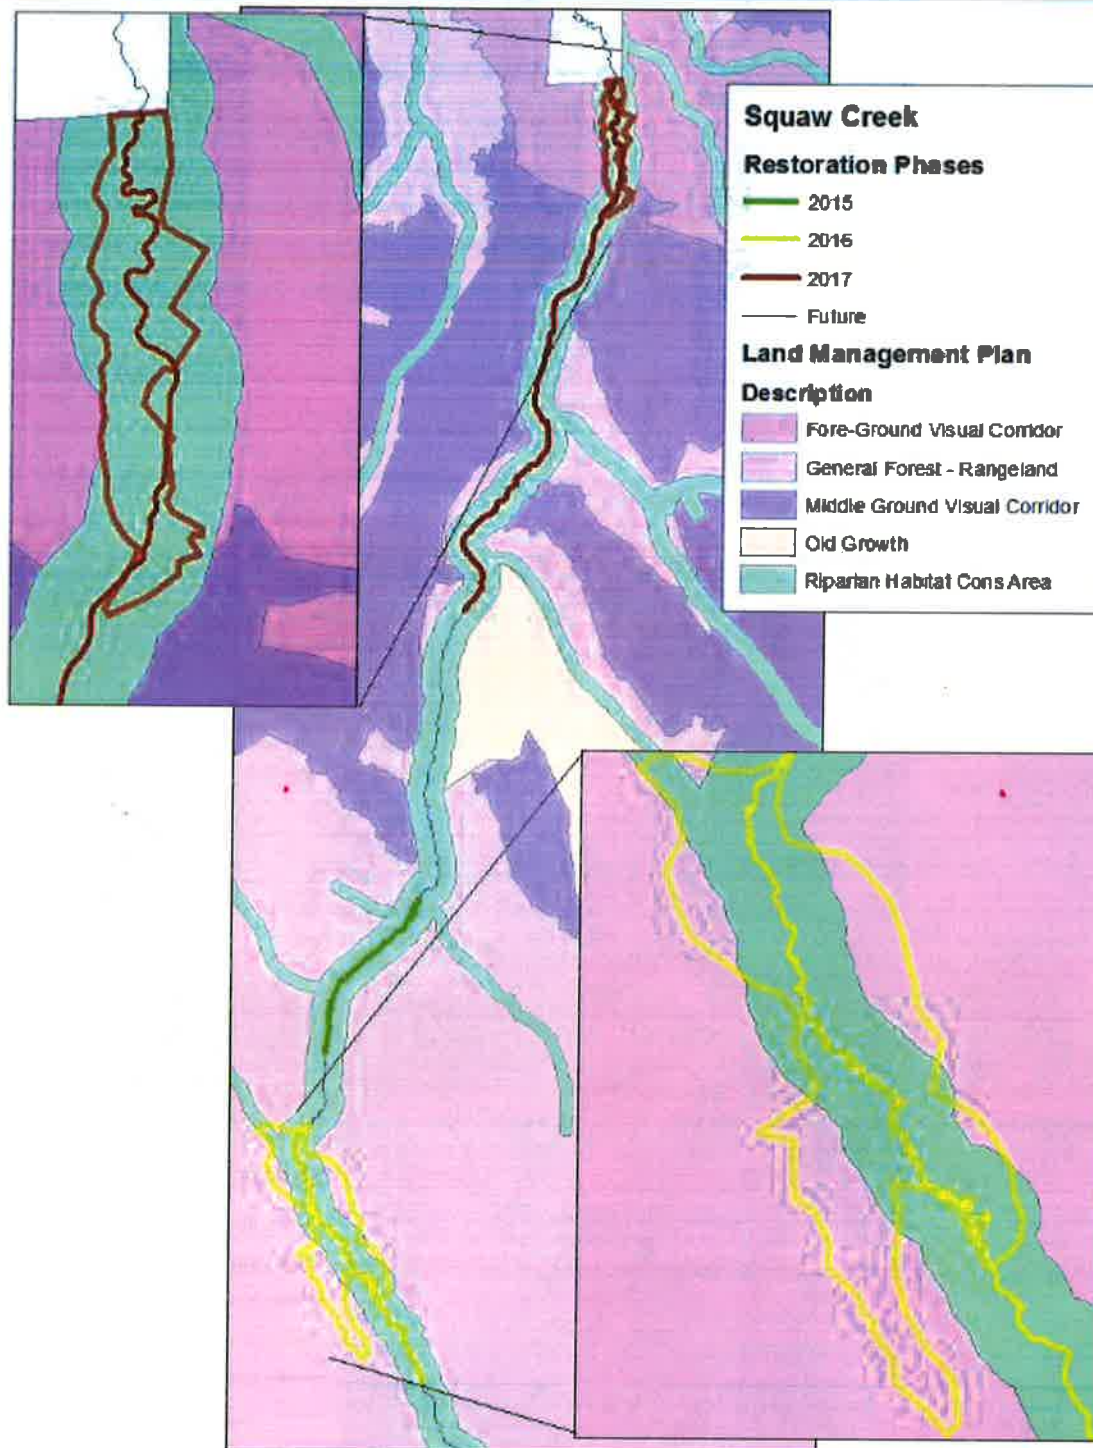 Squaw Creek
Restoration Phases
2015
2016
2017
Future
Land Management Plan
Description
Fore-Ground Visual Corridor
General Forest - Rangeland
Middle Ground Visual Corridor
Old Growth
Riparian Habitat Cons Area